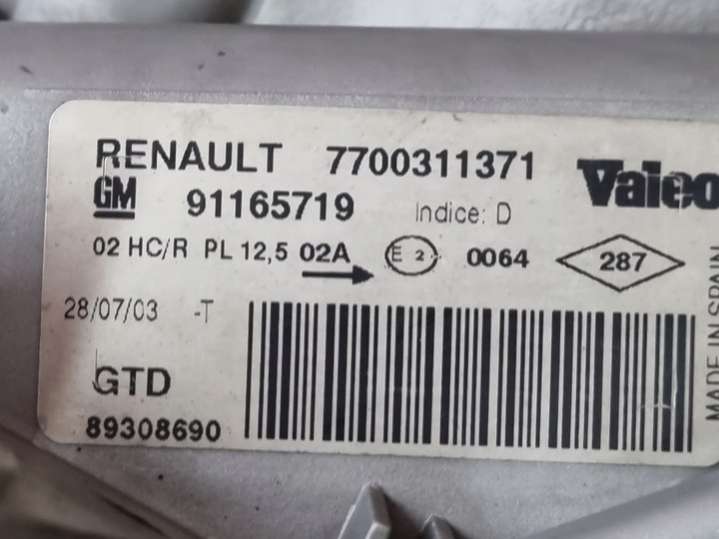 RENAULT 7700311371 Valeo
GM 91165719 Indice: D
02 HC/R PL 12,5 02A E 2 0064 287
28/07/03 -T
GTD
89308690
MADE IN SPAIN